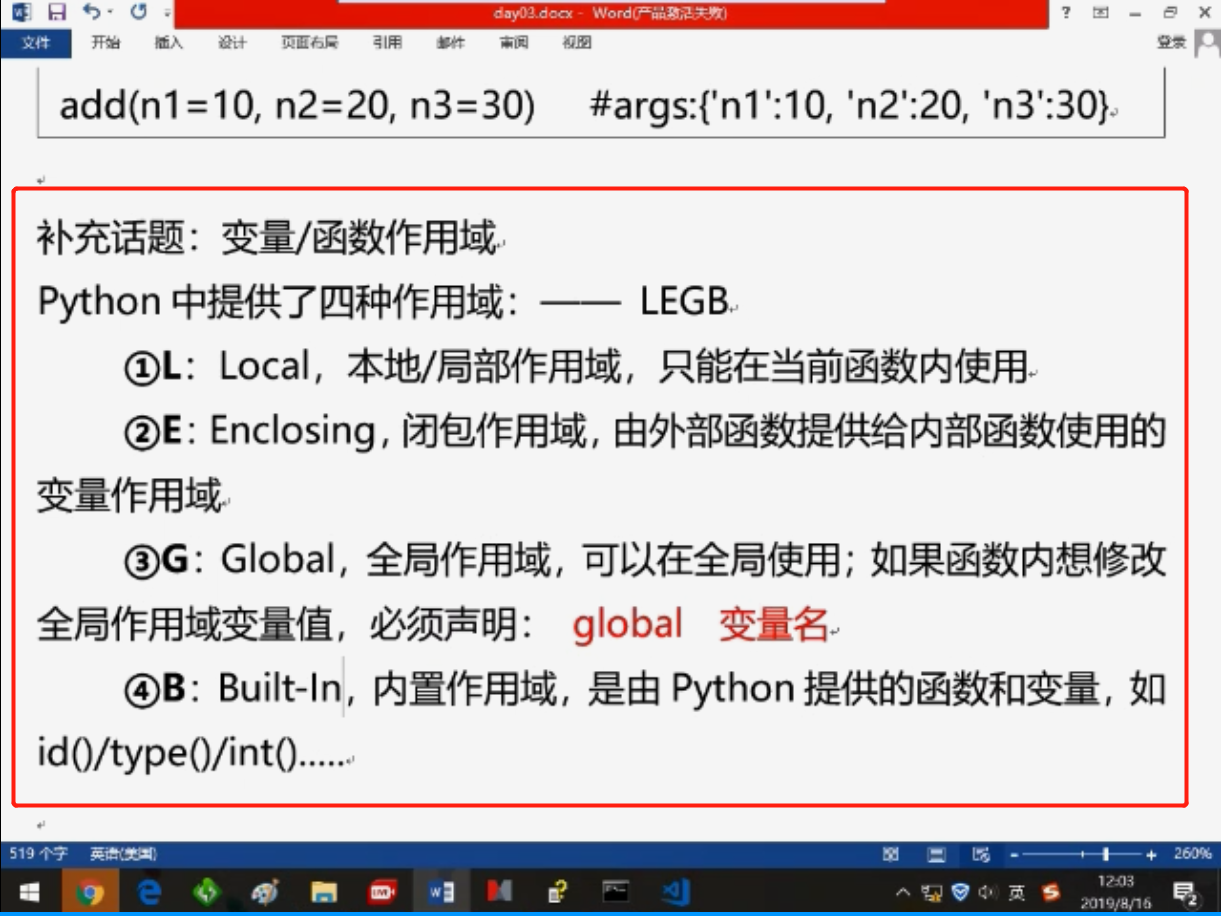 day03.docx - Word(产品激活失败)
文件 开始 插入 设计 页面布局 引用 邮件 审阅 视图 登录
add(n1=10, n2=20, n3=30) #args:{'n1':10, 'n2':20, 'n3':30}
补充话题：变量/函数作用域
Python 中提供了四种作用域：—— LEGB
①L：Local，本地/局部作用域，只能在当前函数内使用
②E：Enclosing，闭包作用域，由外部函数提供给内部函数使用的
变量作用域
③G：Global，全局作用域，可以在全局使用；如果函数内想修改
全局作用域变量值，必须声明： global 变量名
④B：Built-In，内置作用域，是由 Python 提供的函数和变量，如
id()/type()/int().....
519 个字 英语(美国) 260%
英 12:03
2019/8/16